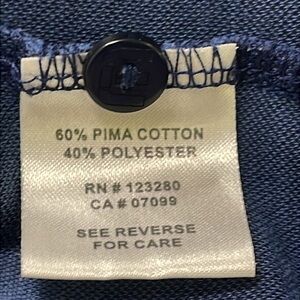 60% PIMA COTTON
40% POLYESTER
RN # 123280
CA # 07099
SEE REVERSE
FOR CARE